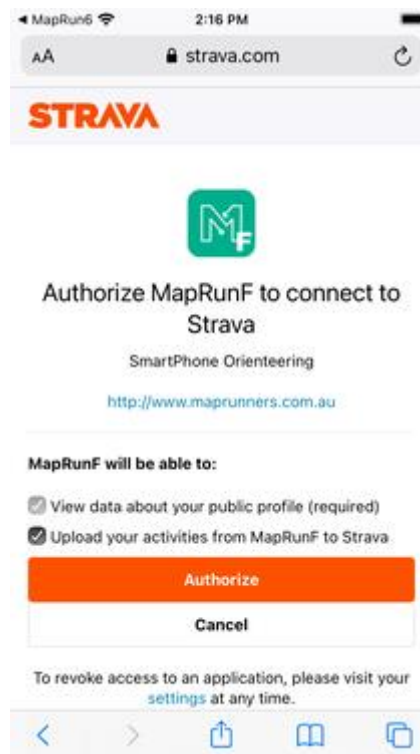 ◀ MapRun6 2:16 PM
AA strava.com
STRAVA
M F
Authorize MapRunF to connect to
Strava
SmartPhone Orienteering
http://www.maprunners.com.au
MapRunF will be able to:
View data about your public profile (required)
Upload your activities from MapRunF to Strava
Authorize
Cancel
To revoke access to an application, please visit your
settings at any time.